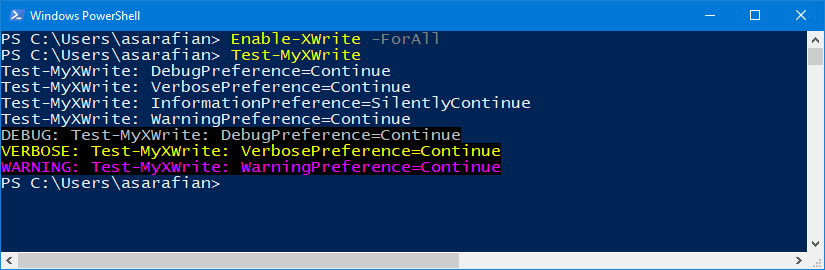 Windows PowerShell
PS C:\Users\asarafian> Enable-XWrite -ForAll
PS C:\Users\asarafian> Test-MyXWrite
Test-MyXWrite: DebugPreference=Continue
Test-MyXWrite: VerbosePreference=Continue
Test-MyXWrite: InformationPreference=SilentlyContinue
Test-MyXWrite: WarningPreference=Continue
DEBUG: Test-MyXWrite: DebugPreference=Continue
VERBOSE: Test-MyXWrite: VerbosePreference=Continue
WARNING: Test-MyXWrite: WarningPreference=Continue
PS C:\Users\asarafian>